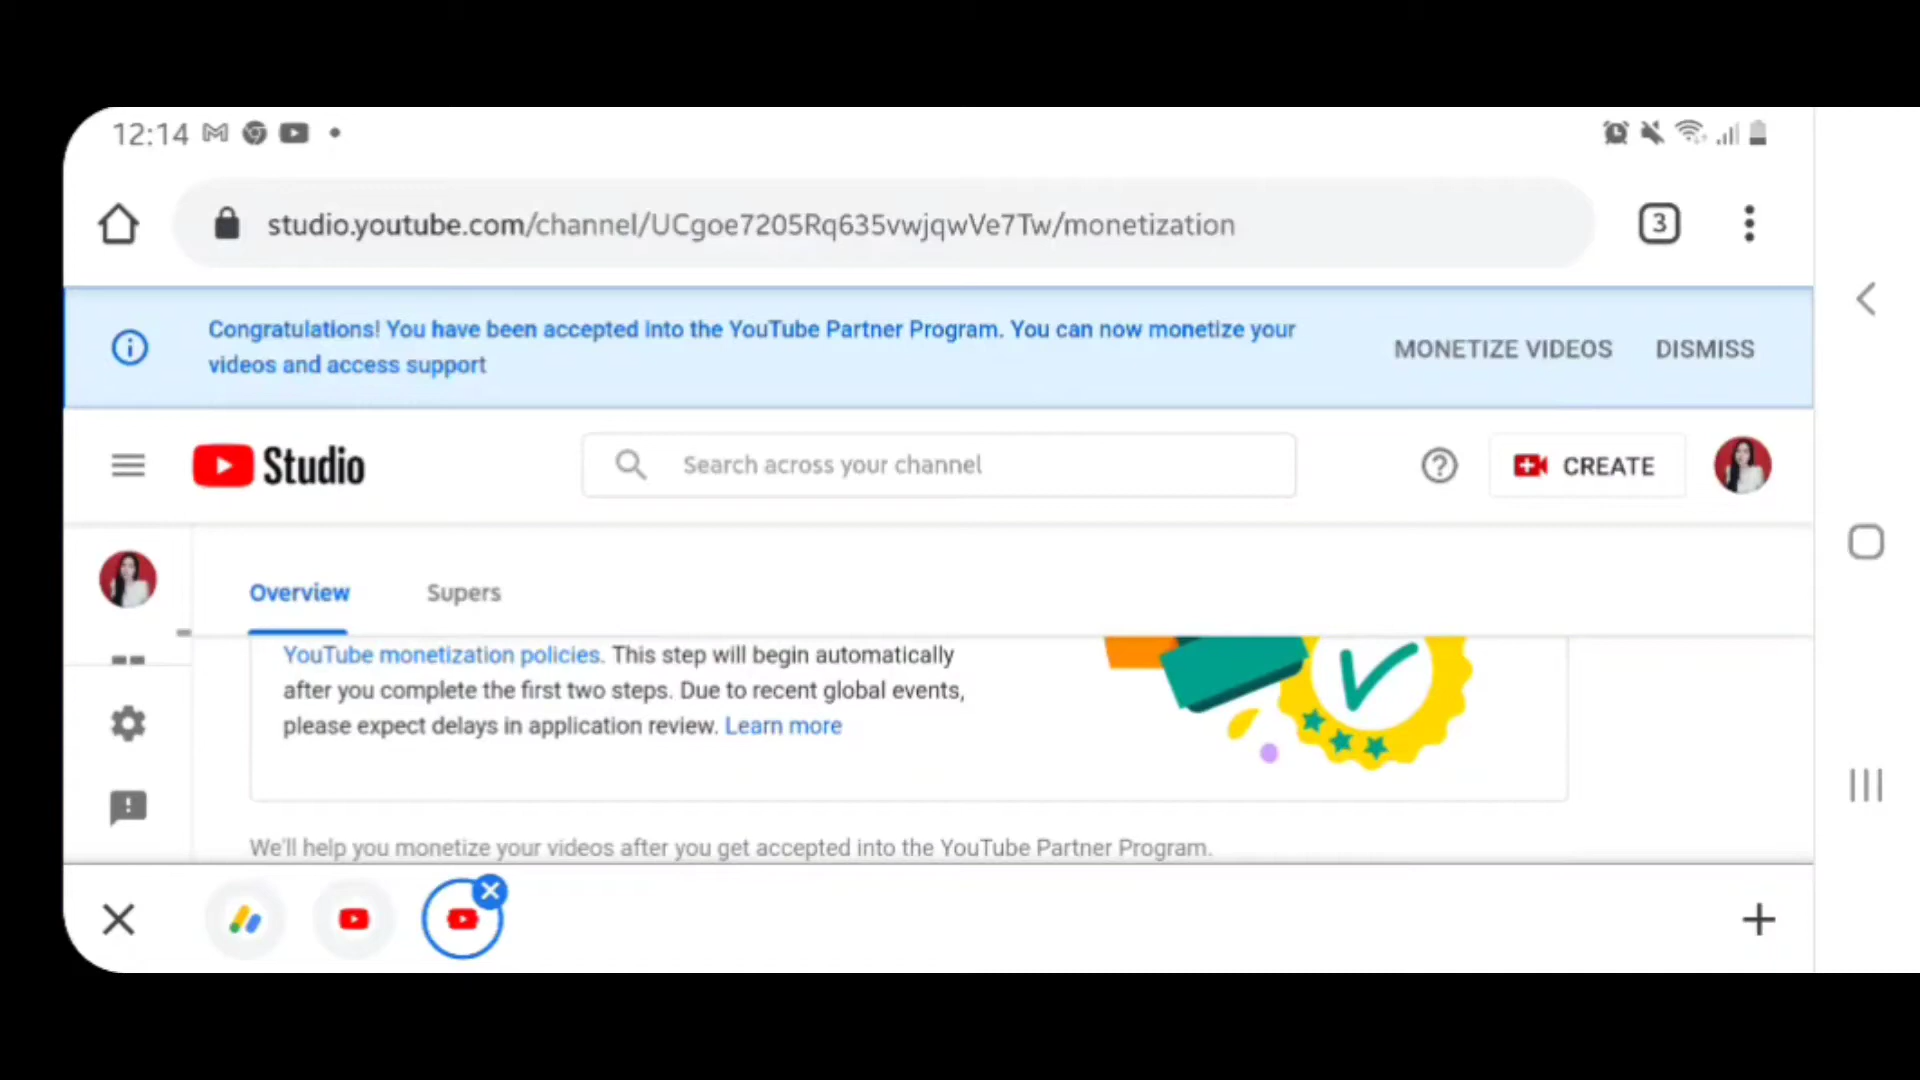 12:14
studio.youtube.com/channel/UCgoe7205Rq635vwjqwVe7Tw/monetization
3
Congratulations! You have been accepted into the YouTube Partner Program. You can now monetize your
videos and access support
MONETIZE VIDEOS
DISMISS
Studio
Search across your channel
CREATE
Overview
Supers
YouTube monetization policies. This step will begin automatically
after you complete the first two steps. Due to recent global events,
please expect delays in application review. Learn more
We'll help you monetize your videos after you get accepted into the YouTube Partner Program.